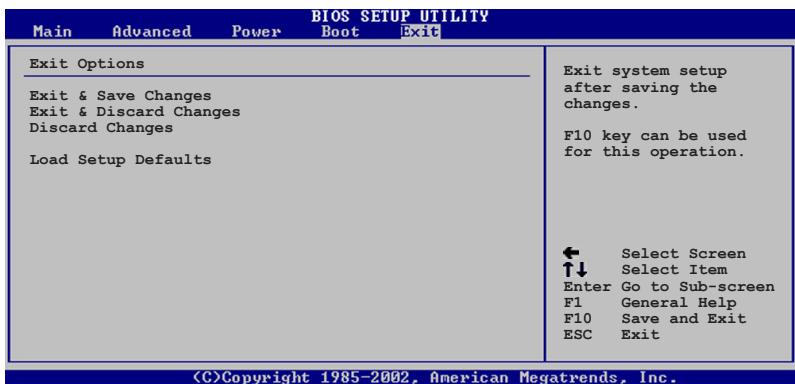 BIOS SETUP UTILITY
Main Advanced Power Boot Exit
Exit Options
Exit & Save Changes
Exit & Discard Changes
Discard Changes
Load Setup Defaults
Exit system setup
after saving the
changes.
F10 key can be used
for this operation.
← Select Screen
↑↓ Select Item
Enter Go to Sub-screen
F1 General Help
F10 Save and Exit
ESC Exit
(C)Copyright 1985-2002, American Megatrends, Inc.